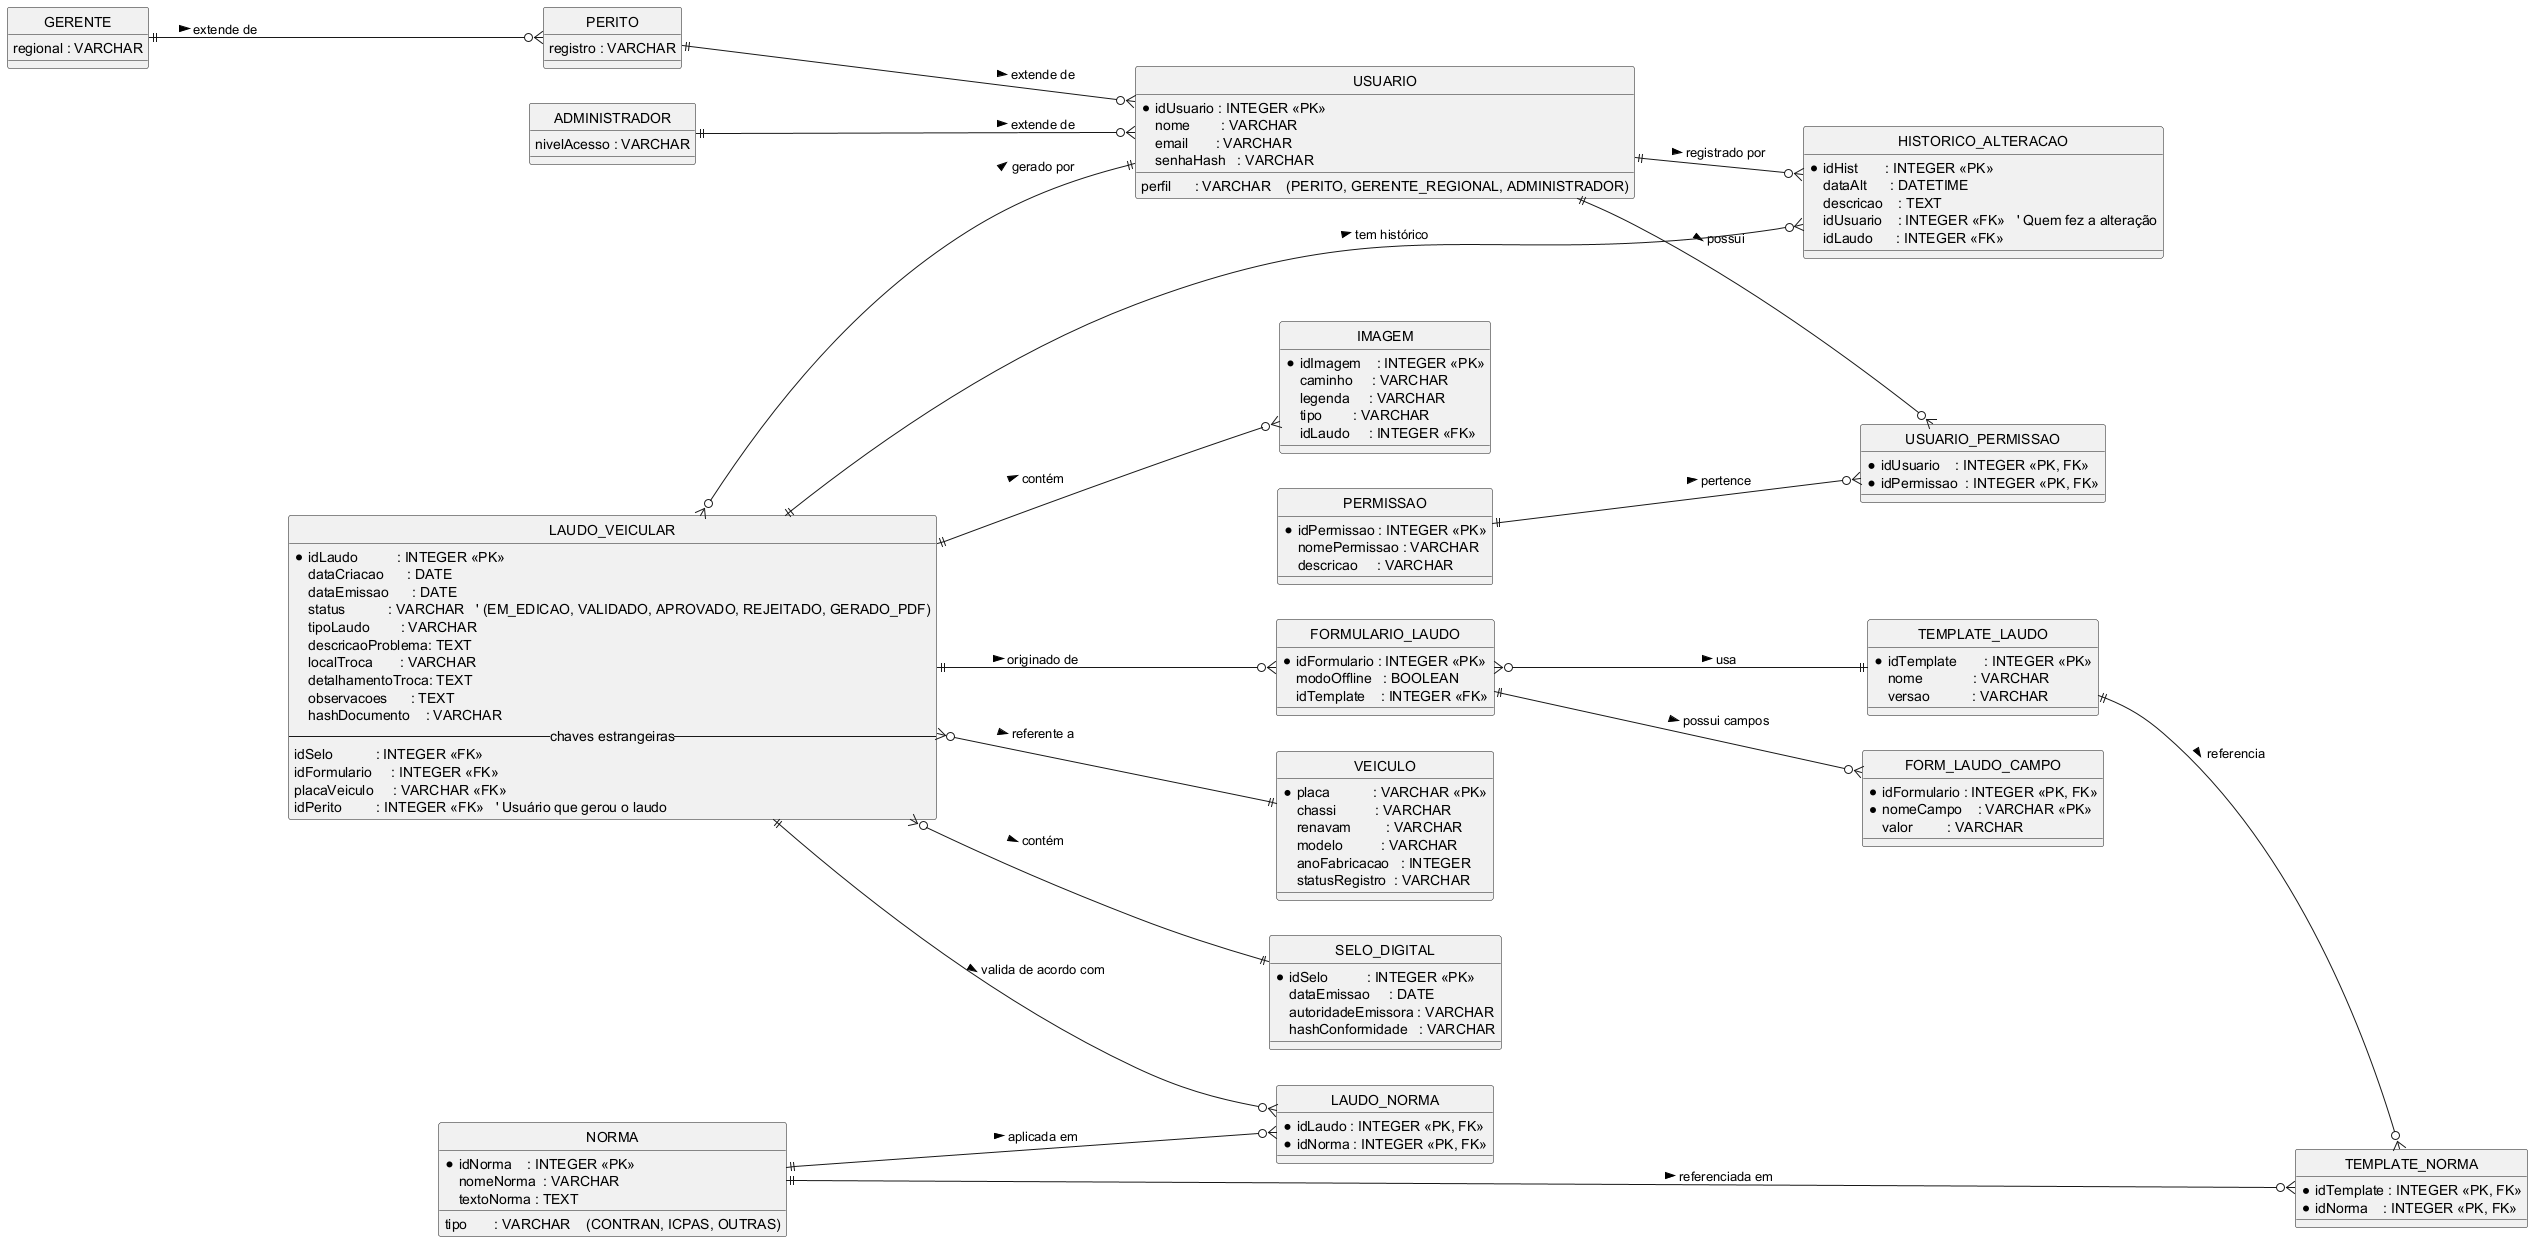 GERENTE
regional : VARCHAR
extende de
PERITO
registro : VARCHAR
extende de
ADMINISTRADOR
nivelAcesso : VARCHAR
extende de
gerado por
USUARIO
idUsuario : INTEGER «PK»
nome : VARCHAR
email : VARCHAR
senhaHash : VARCHAR
perfil : VARCHAR (PERITO, GERENTE_REGIONAL, ADMINISTRADOR)
registrado por
HISTORICO_ALTERACAO
idHist : INTEGER «PK»
dataAlt : DATETIME
descricao : TEXT
idUsuario : INTEGER «FK» ' Quem fez a alteração
idLaudo : INTEGER «FK»
tem histórico
possui
IMAGEM
idImagem : INTEGER «PK»
caminho : VARCHAR
legenda : VARCHAR
tipo : VARCHAR
idLaudo : INTEGER «FK»
contém
PERMISSAO
idPermissao : INTEGER «PK»
nomePermissao : VARCHAR
descricao : VARCHAR
pertence
USUARIO_PERMISSAO
idUsuario : INTEGER «PK, FK»
idPermissao : INTEGER «PK, FK»
LAUDO_VEICULAR
idLaudo : INTEGER «PK»
dataCriacao : DATE
dataEmissao : DATE
status : VARCHAR ' (EM_EDICAO, VALIDADO, APROVADO, REJEITADO, GERADO_PDF)
tipoLaudo : VARCHAR
descricaoProblema: TEXT
localTroca : VARCHAR
detalhamentoTroca: TEXT
observacoes : TEXT
hashDocumento : VARCHAR
chaves estrangeiras
idSelo : INTEGER «FK»
idFormulario : INTEGER «FK»
placaVeiculo : VARCHAR «FK»
idPerito : INTEGER «FK» ' Usuário que gerou o laudo
originado de
FORMULARIO_LAUDO
idFormulario : INTEGER «PK»
modoOffline : BOOLEAN
idTemplate : INTEGER «FK»
usa
TEMPLATE_LAUDO
idTemplate : INTEGER «PK»
nome : VARCHAR
versao : VARCHAR
possui campos
referencia
referente a
VEICULO
placa : VARCHAR «PK»
chassi : VARCHAR
renavam : VARCHAR
modelo : VARCHAR
anoFabricacao : INTEGER
statusRegistro : VARCHAR
FORM_LAUDO_CAMPO
idFormulario : INTEGER «PK, FK»
nomeCampo : VARCHAR «PK»
valor : VARCHAR
contém
SELO_DIGITAL
idSelo : INTEGER «PK»
dataEmissao : DATE
autoridadeEmissora : VARCHAR
hashConformidade : VARCHAR
valida de acordo com
LAUDO_NORMA
idLaudo : INTEGER «PK, FK»
idNorma : INTEGER «PK, FK»
NORMA
idNorma : INTEGER «PK»
nomeNorma : VARCHAR
textoNorma : TEXT
tipo : VARCHAR (CONTRAN, ICPAS, OUTRAS)
aplicada em
referenciada em
TEMPLATE_NORMA
idTemplate : INTEGER «PK, FK»
idNorma : INTEGER «PK, FK»